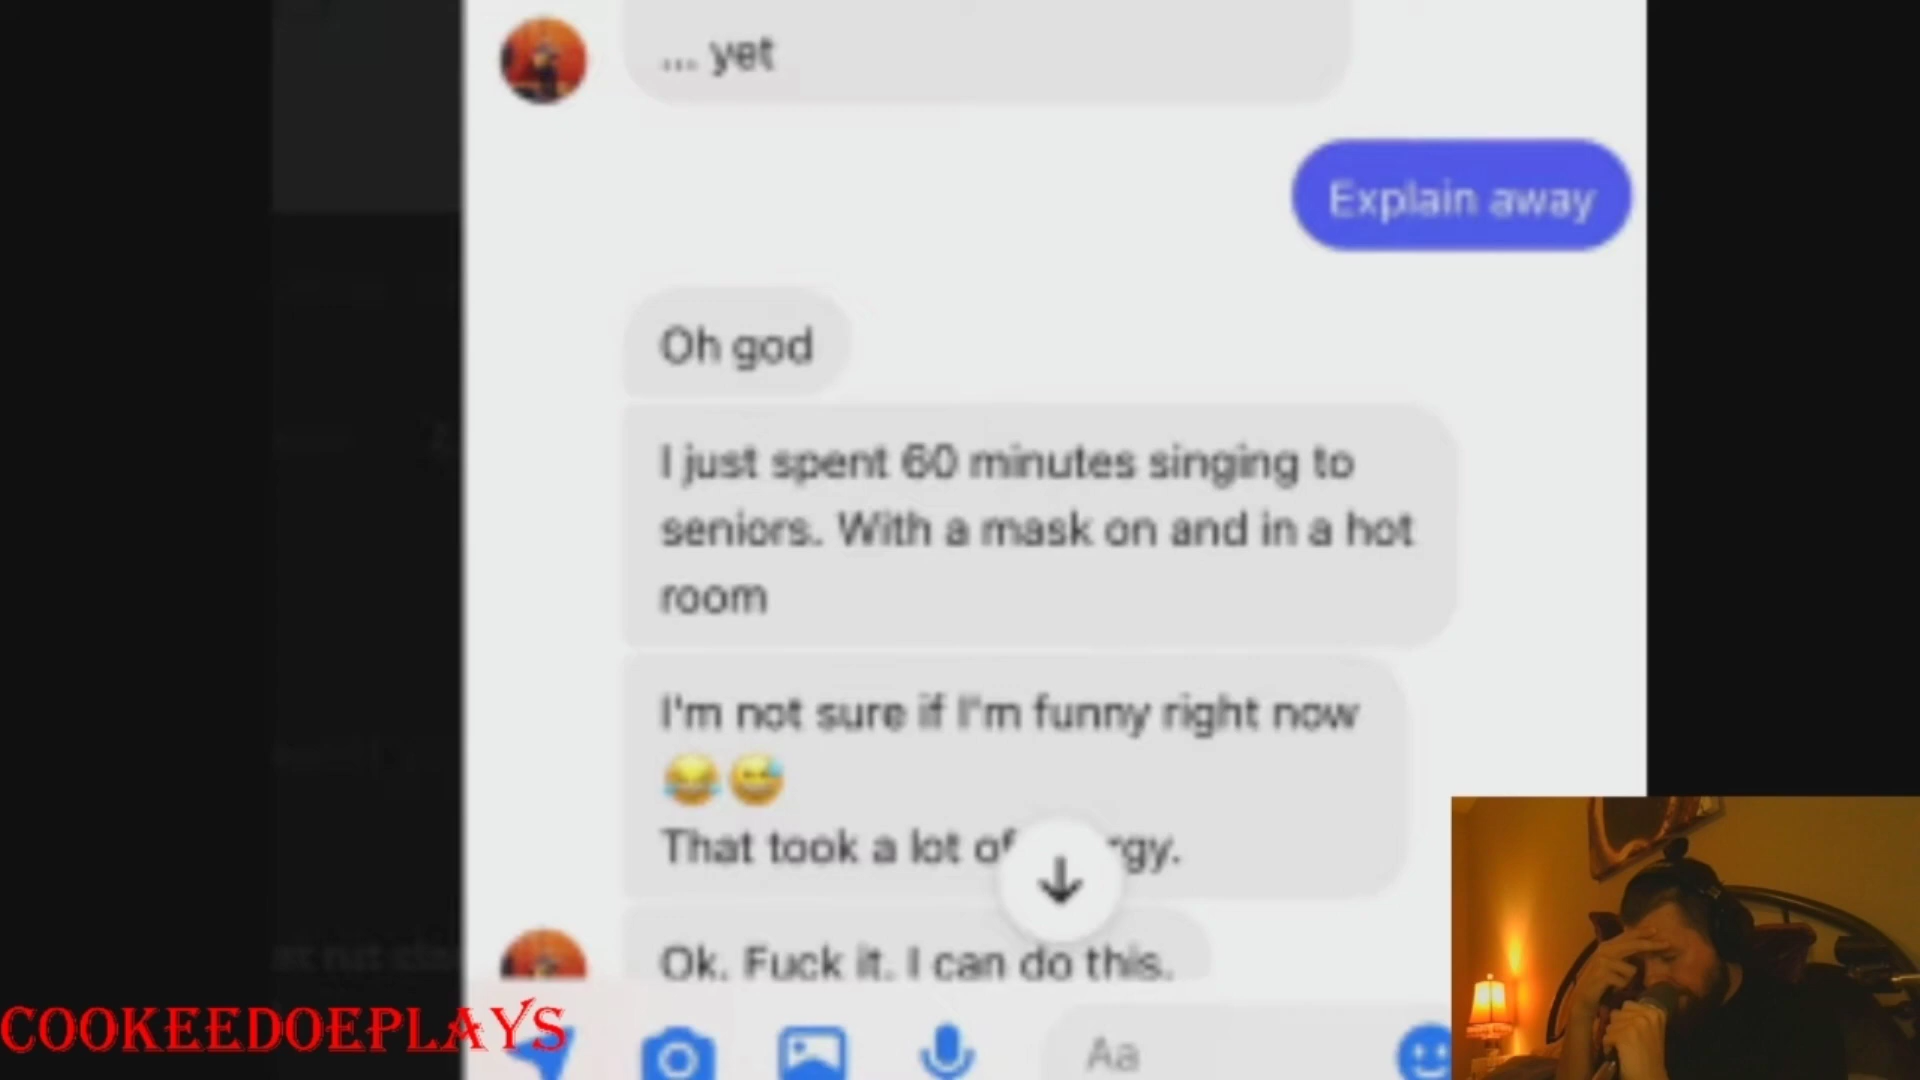 ... yet
Explain away
Oh god
I just spent 60 minutes singing to
seniors. With a mask on and in a hot
room
I'm not sure if I'm funny right now
😂😅
That took a lot of rgy.
Ok. Fuck it. I can do this.
COOKEEDOEPLAYS
Aa